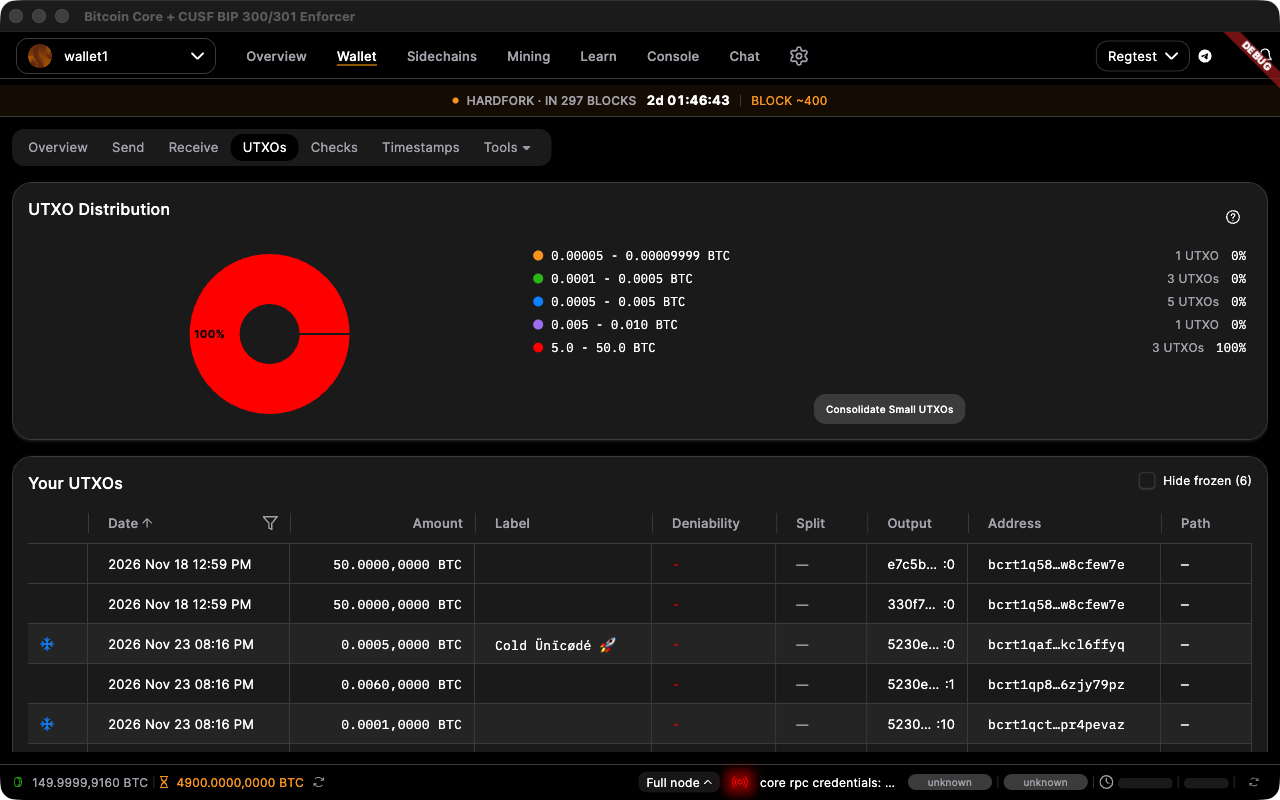 Bitcoin Core + CUSF BIP 300/301 Enforcer
wallet1 Overview Wallet Sidechains Mining Learn Console Chat Regtest DEBUG
HARDFORK · IN 297 BLOCKS 2d 01:46:43 BLOCK ~400
Overview Send Receive UTXOs Checks Timestamps Tools
UTXO Distribution
0.00005 - 0.00009999 BTC 1 UTXO 0%
0.0001 - 0.0005 BTC 3 UTXOs 0%
0.0005 - 0.005 BTC 5 UTXOs 0%
0.005 - 0.010 BTC 1 UTXO 0%
100%
5.0 - 50.0 BTC 3 UTXOs 100%
Consolidate Small UTXOs
Your UTXOs Hide frozen (6)
Date Amount Label Deniability Split Output Address Path
2026 Nov 18 12:59 PM 50.0000,0000 BTC - — e7c5b... :0 bcrt1q58…w8cfew7e —
2026 Nov 18 12:59 PM 50.0000,0000 BTC - — 330f7... :0 bcrt1q58…w8cfew7e —
2026 Nov 23 08:16 PM 0.0005,0000 BTC Cold Ünïcødé 🚀 - — 5230e... :0 bcrt1qaf…kcl6ffyq —
2026 Nov 23 08:16 PM 0.0060,0000 BTC - — 5230e... :1 bcrt1qp8…6zjy79pz —
2026 Nov 23 08:16 PM 0.0001,0000 BTC - — 5230... :10 bcrt1qct…pr4pevaz —
149.9999,9160 BTC 4900.0000,0000 BTC Full node core rpc credentials: ... unknown unknown